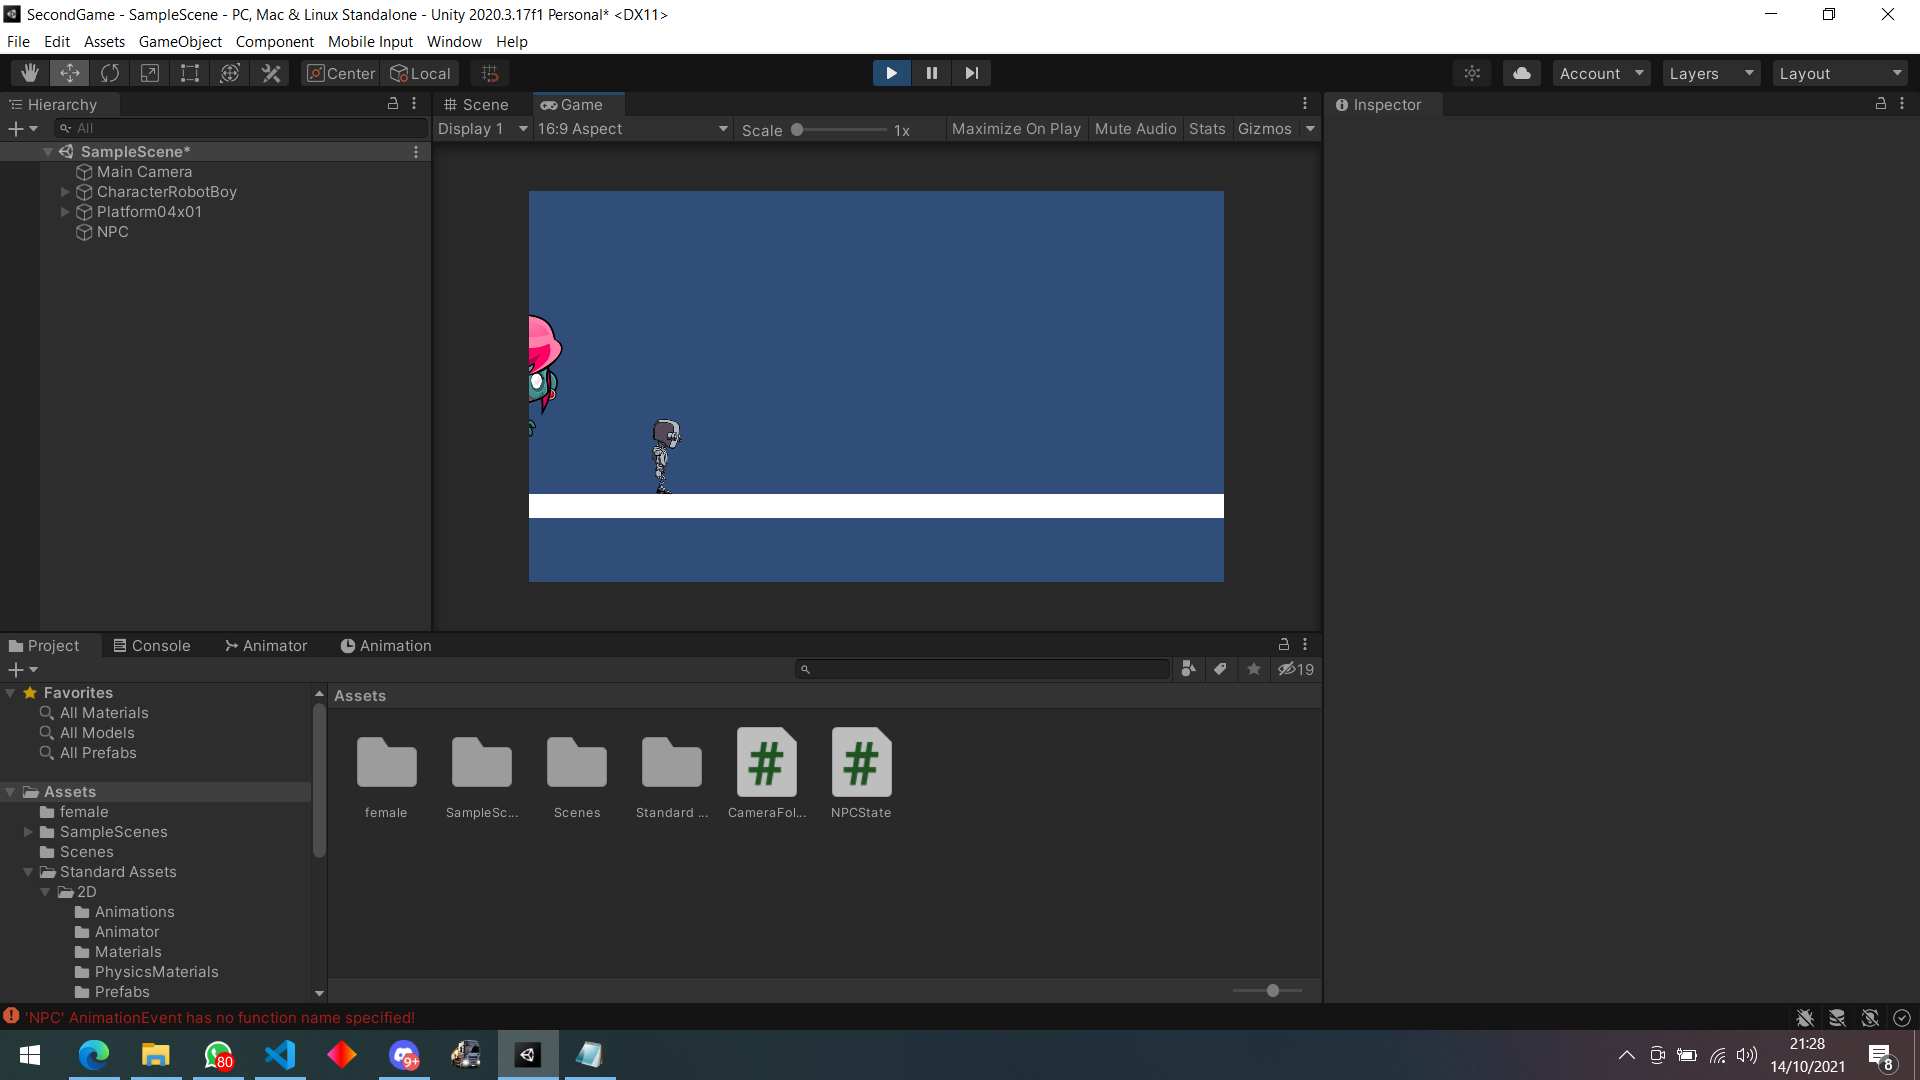 SecondGame - SampleScene - PC, Mac & Linux Standalone - Unity 2020.3.17f1 Personal* <DX11>
File Edit Assets GameObject Component Mobile Input Window Help
Center Local Account Layers Layout
Hierarchy Scene Game Inspector
All Display 1 16:9 Aspect Scale 1x Maximize On Play Mute Audio Stats Gizmos
SampleScene*
Main Camera
CharacterRobotBoy
Platform04x01
NPC
Project Console Animator Animation
19
Favorites
All Materials
All Models
All Prefabs
Assets
female
SampleScenes
Scenes
Standard Assets
2D
Animations
Animator
Materials
PhysicsMaterials
Prefabs
Assets
female SampleSc... Scenes Standard ... CameraFol... NPCState
'NPC' AnimationEvent has no function name specified!
80 9+
21:28
14/10/2021
8